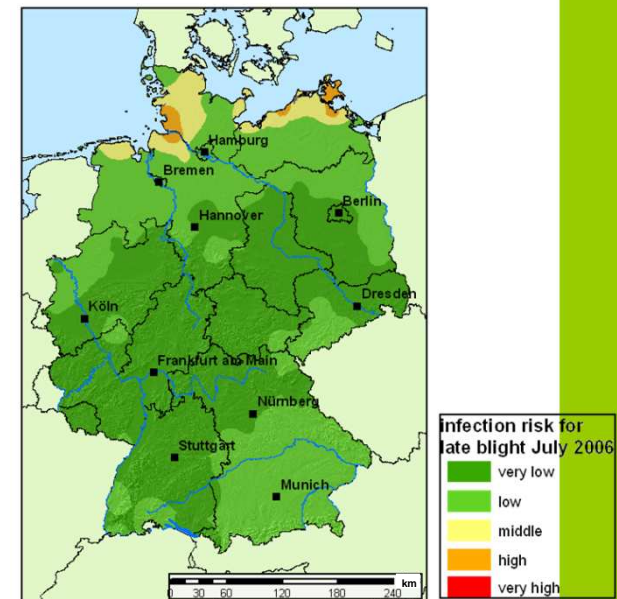 Hamburg
Bremen
Berlin
Hannover
Dresden
Köln
Frankfurt am Main
Nürnberg
Stuttgart
Munich
km
0 30 60 120 180 240
infection risk for
late blight July 2006
very low
low
middle
high
very high